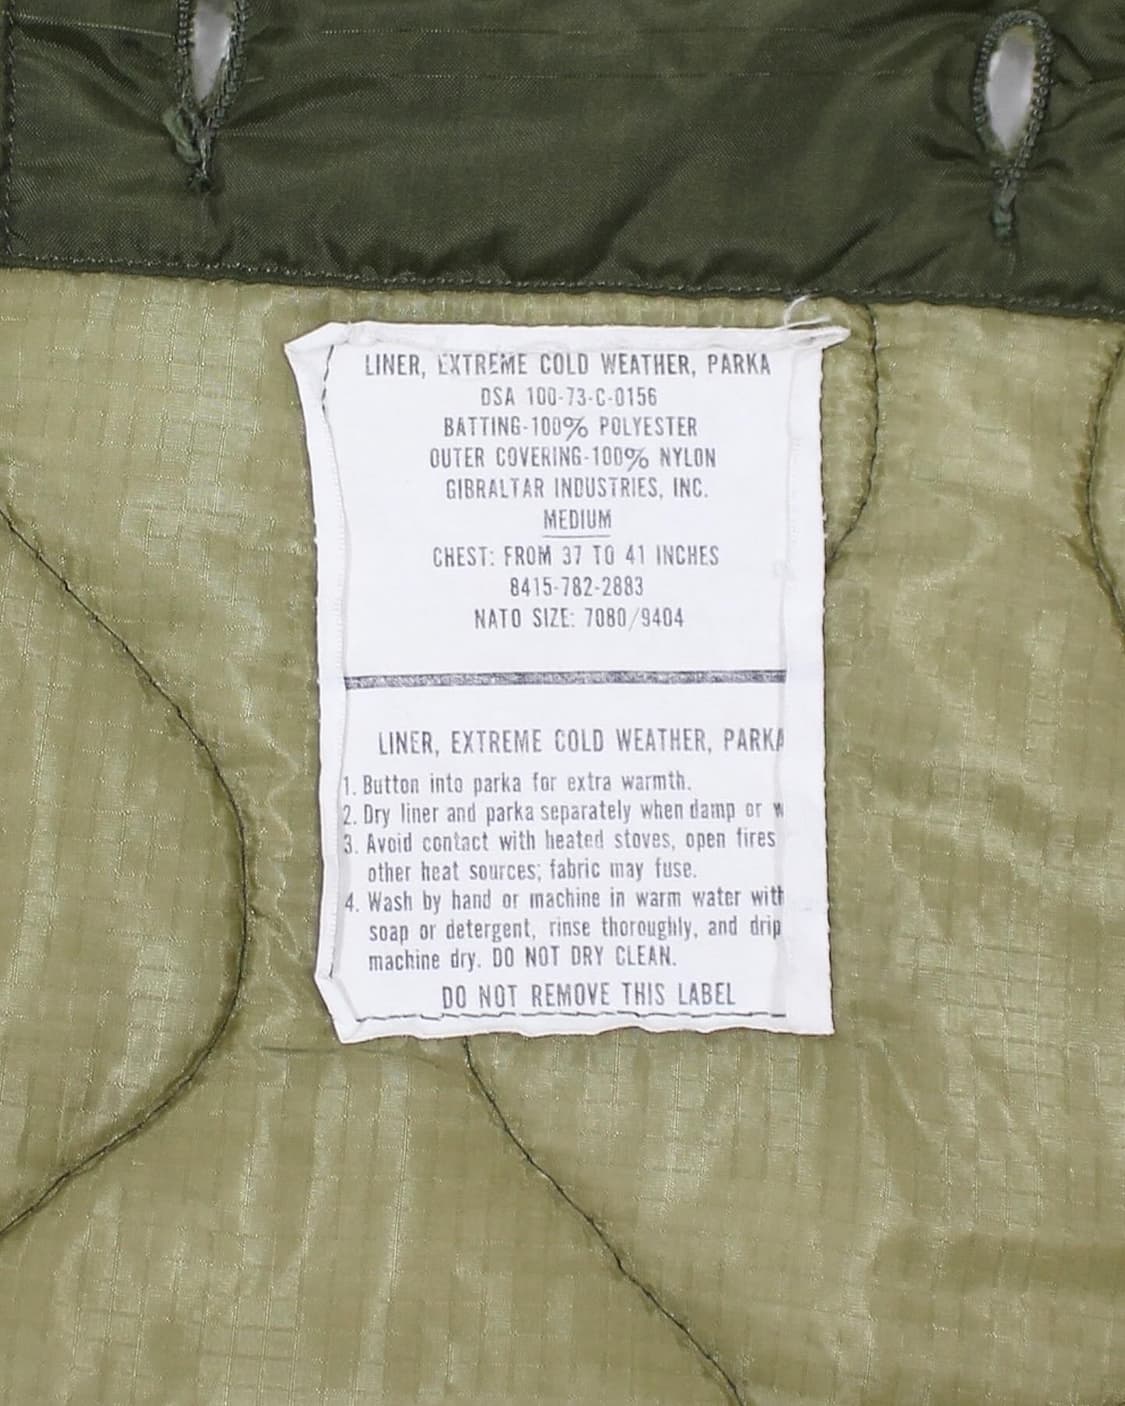 LINER, EXTREME COLD WEATHER, PARKA
DSA 100-73-C-0156
BATTING-100% POLYESTER
OUTER COVERING-100% NYLON
GIBRALTAR INDUSTRIES, INC.
MEDIUM
CHEST: FROM 37 TO 41 INCHES
8415-782-2883
NATO SIZE: 7080/9404
LINER, EXTREME COLD WEATHER, PARKA
1. Button into parka for extra warmth.
2. Dry liner and parka separately when damp or
3. Avoid contact with heated stoves, open fires
other heat sources; fabric may fuse.
4. Wash by hand or machine in warm water with
soap or detergent, rinse thoroughly, and drip
machine dry. DO NOT DRY CLEAN.
DO NOT REMOVE THIS LABEL